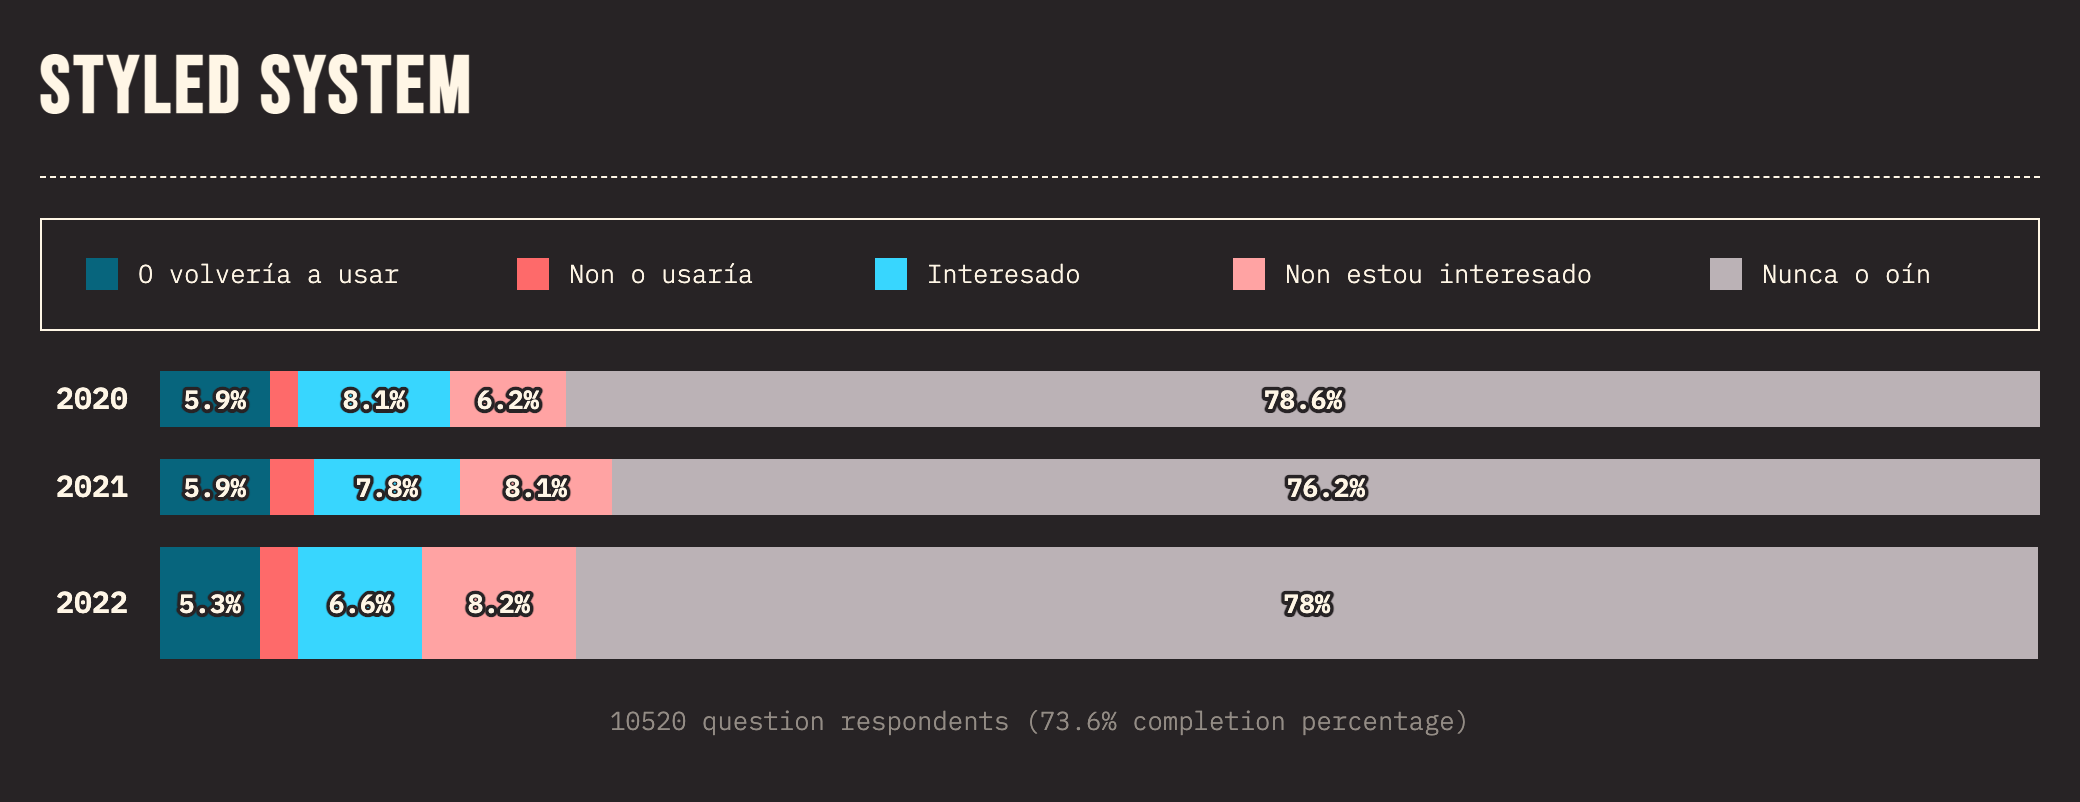 STYLED SYSTEM
O volvería a usar Non o usaría Interesado Non estou interesado Nunca o oín
2020 5.9% 8.1% 6.2% 78.6%
2021 5.9% 7.8% 8.1% 76.2%
2022 5.3% 6.6% 8.2% 78%
10520 question respondents (73.6% completion percentage)